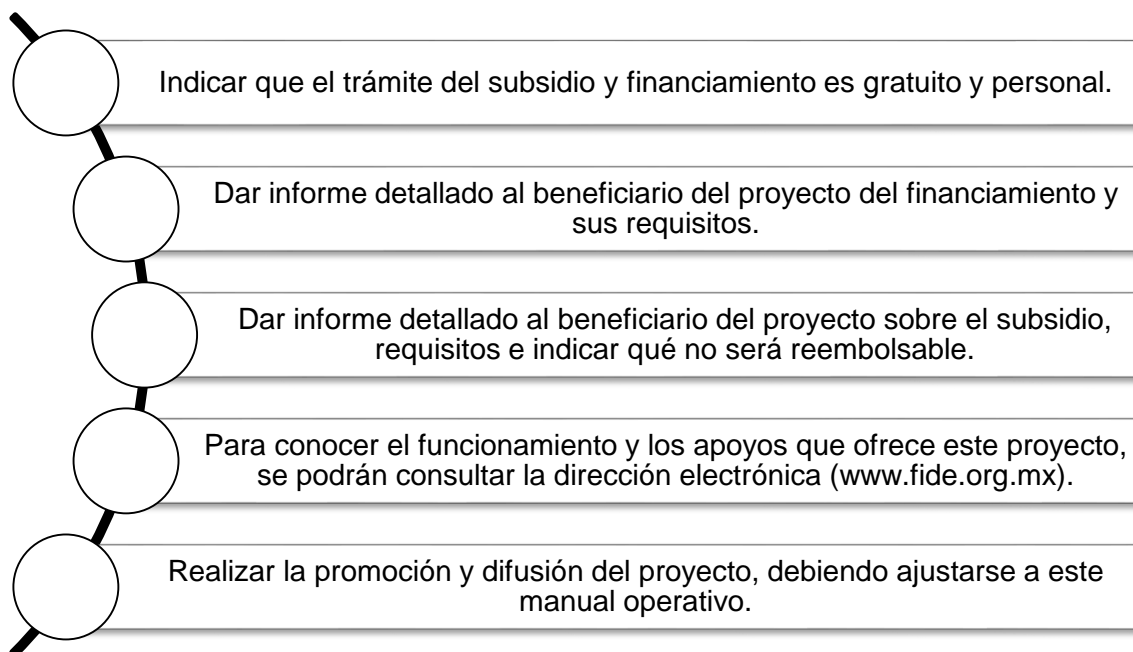 Indicar que el trámite del subsidio y financiamiento es gratuito y personal.
Dar informe detallado al beneficiario del proyecto del financiamiento y
sus requisitos.
Dar informe detallado al beneficiario del proyecto sobre el subsidio,
requisitos e indicar qué no será reembolsable.
Para conocer el funcionamiento y los apoyos que ofrece este proyecto,
se podrán consultar la dirección electrónica (www.fide.org.mx).
Realizar la promoción y difusión del proyecto, debiendo ajustarse a este
manual operativo.